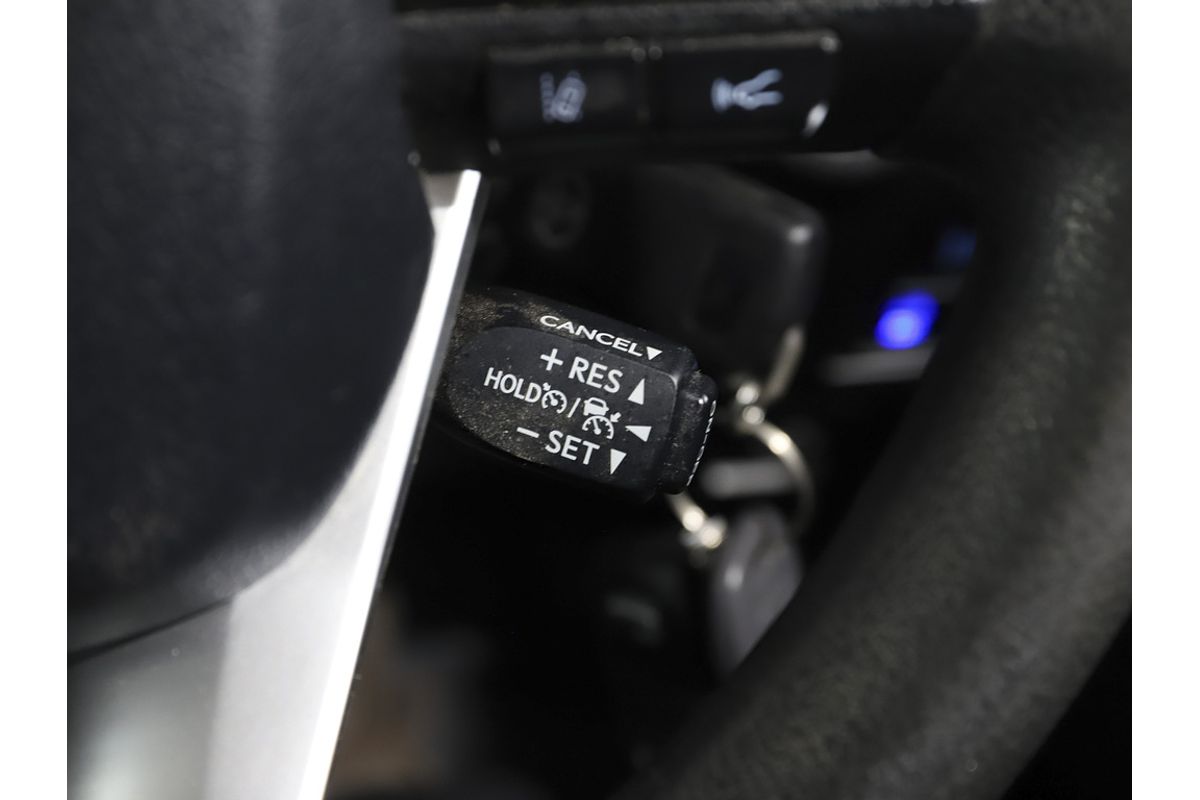 CANCEL▼
+ RES ▲
HOLD / ◀
− SET ▼